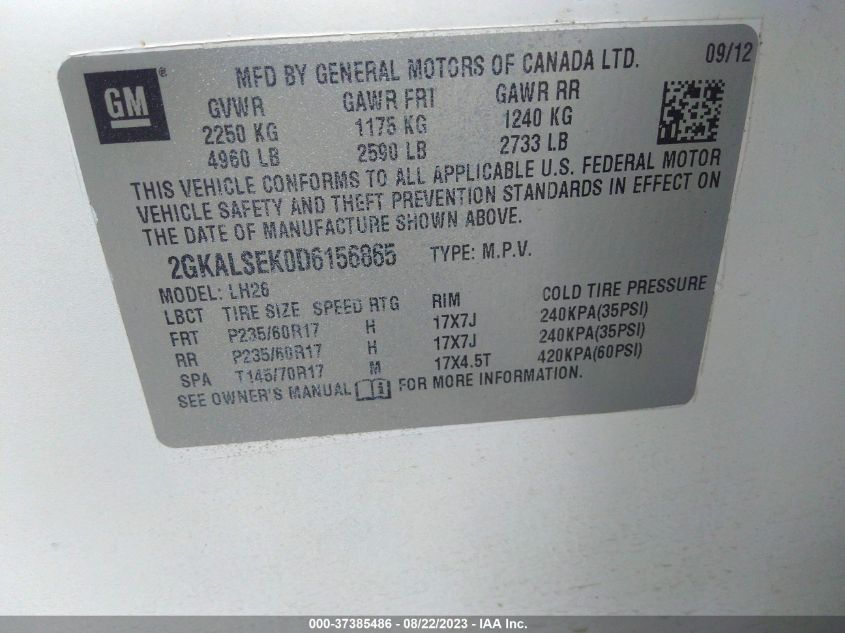 GM ® MFD BY GENERAL MOTORS OF CANADA LTD. 09/12
GVWR GAWR FRT GAWR RR
2250 KG 1175 KG 1240 KG
4960 LB 2590 LB 2733 LB
THIS VEHICLE CONFORMS TO ALL APPLICABLE U.S. FEDERAL MOTOR
VEHICLE SAFETY AND THEFT PREVENTION STANDARDS IN EFFECT ON
THE DATE OF MANUFACTURE SHOWN ABOVE.
2GKALSEK0D6156865 TYPE: M.P.V.
MODEL: LH26
LBCT TIRE SIZE SPEED RTG RIM COLD TIRE PRESSURE
FRT P235/60R17 H 17X7J 240KPA(35PSI)
RR P235/60R17 H 17X7J 240KPA(35PSI)
SPA T145/70R17 M 17X4.5T 420KPA(60PSI)
SEE OWNER'S MANUAL i FOR MORE INFORMATION.
000-37385486 - 08/22/2023 - IAA Inc.